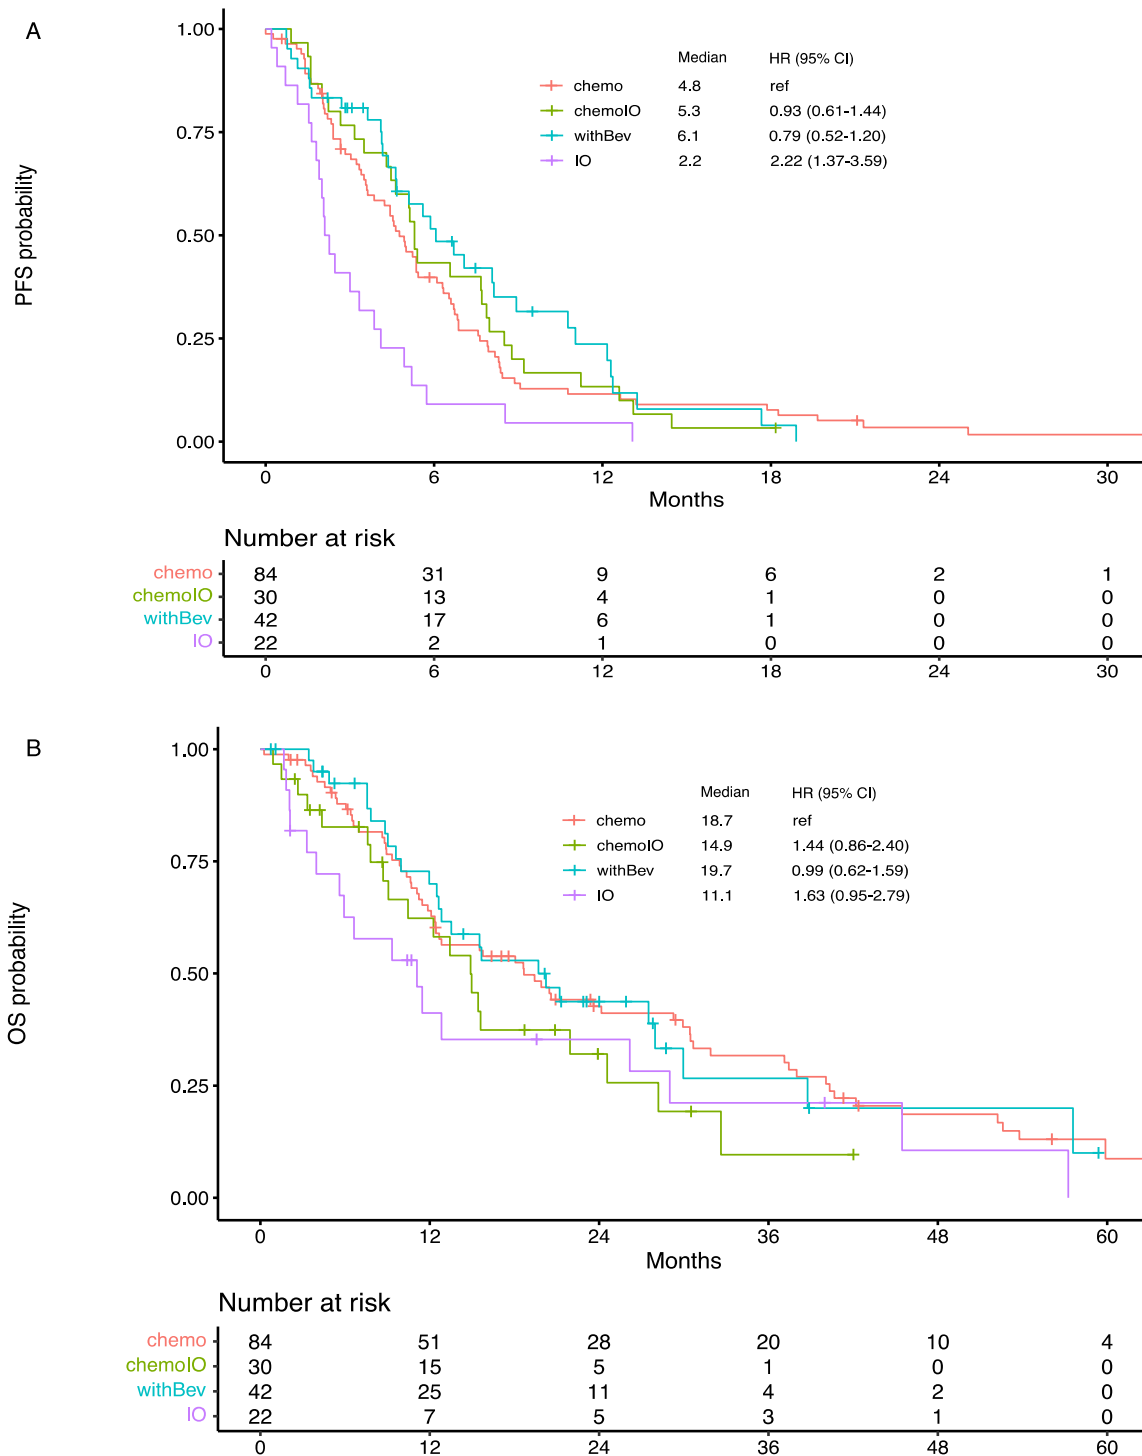 A
Median HR (95% CI)
chemo 4.8 ref
chemoIO 5.3 0.93 (0.61-1.44)
withBev 6.1 0.79 (0.52-1.20)
IO 2.2 2.22 (1.37-3.59)
PFS probability
1.00
0.75
0.50
0.25
0.00
0 6 12 18 24 30
Months
Number at risk
chemo 84 31 9 6 2 1
chemoIO 30 13 4 1 0 0
withBev 42 17 6 1 0 0
IO 22 2 1 0 0 0
0 6 12 18 24 30
B
Median HR (95% CI)
chemo 18.7 ref
chemoIO 14.9 1.44 (0.86-2.40)
withBev 19.7 0.99 (0.62-1.59)
IO 11.1 1.63 (0.95-2.79)
OS probability
1.00
0.75
0.50
0.25
0.00
0 12 24 36 48 60
Months
Number at risk
chemo 84 51 28 20 10 4
chemoIO 30 15 5 1 0 0
withBev 42 25 11 4 2 0
IO 22 7 5 3 1 0
0 12 24 36 48 60